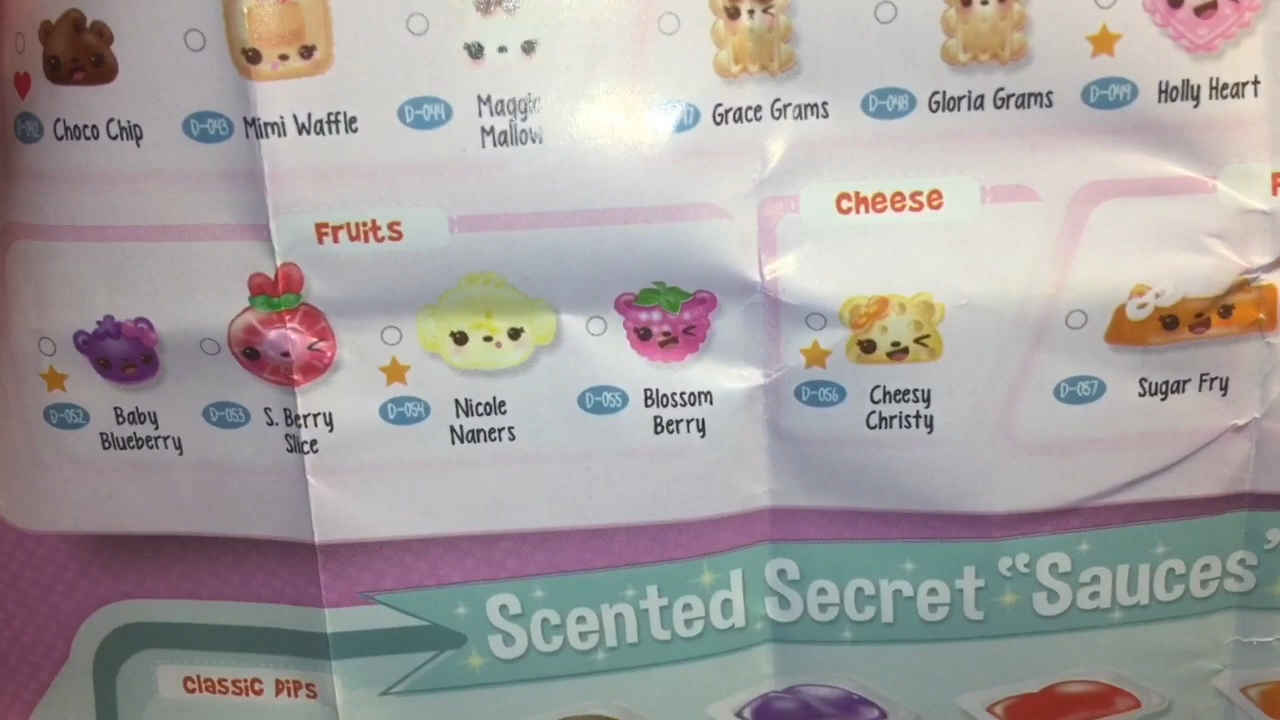 D-042 Choco Chip
D-043 Mimi Waffle
D-044 Maggie
Mallow
Grace Grams
D-048 Gloria Grams
D-049 Holly Heart
Fruits
D-052 Baby
Blueberry
D-053 S. Berry
Slice
D-054 Nicole
Naners
D-055 Blossom
Berry
Cheese
D-056 Cheesy
Christy
D-057 Sugar Fry
Scented Secret “Sauces”
Classic Dips